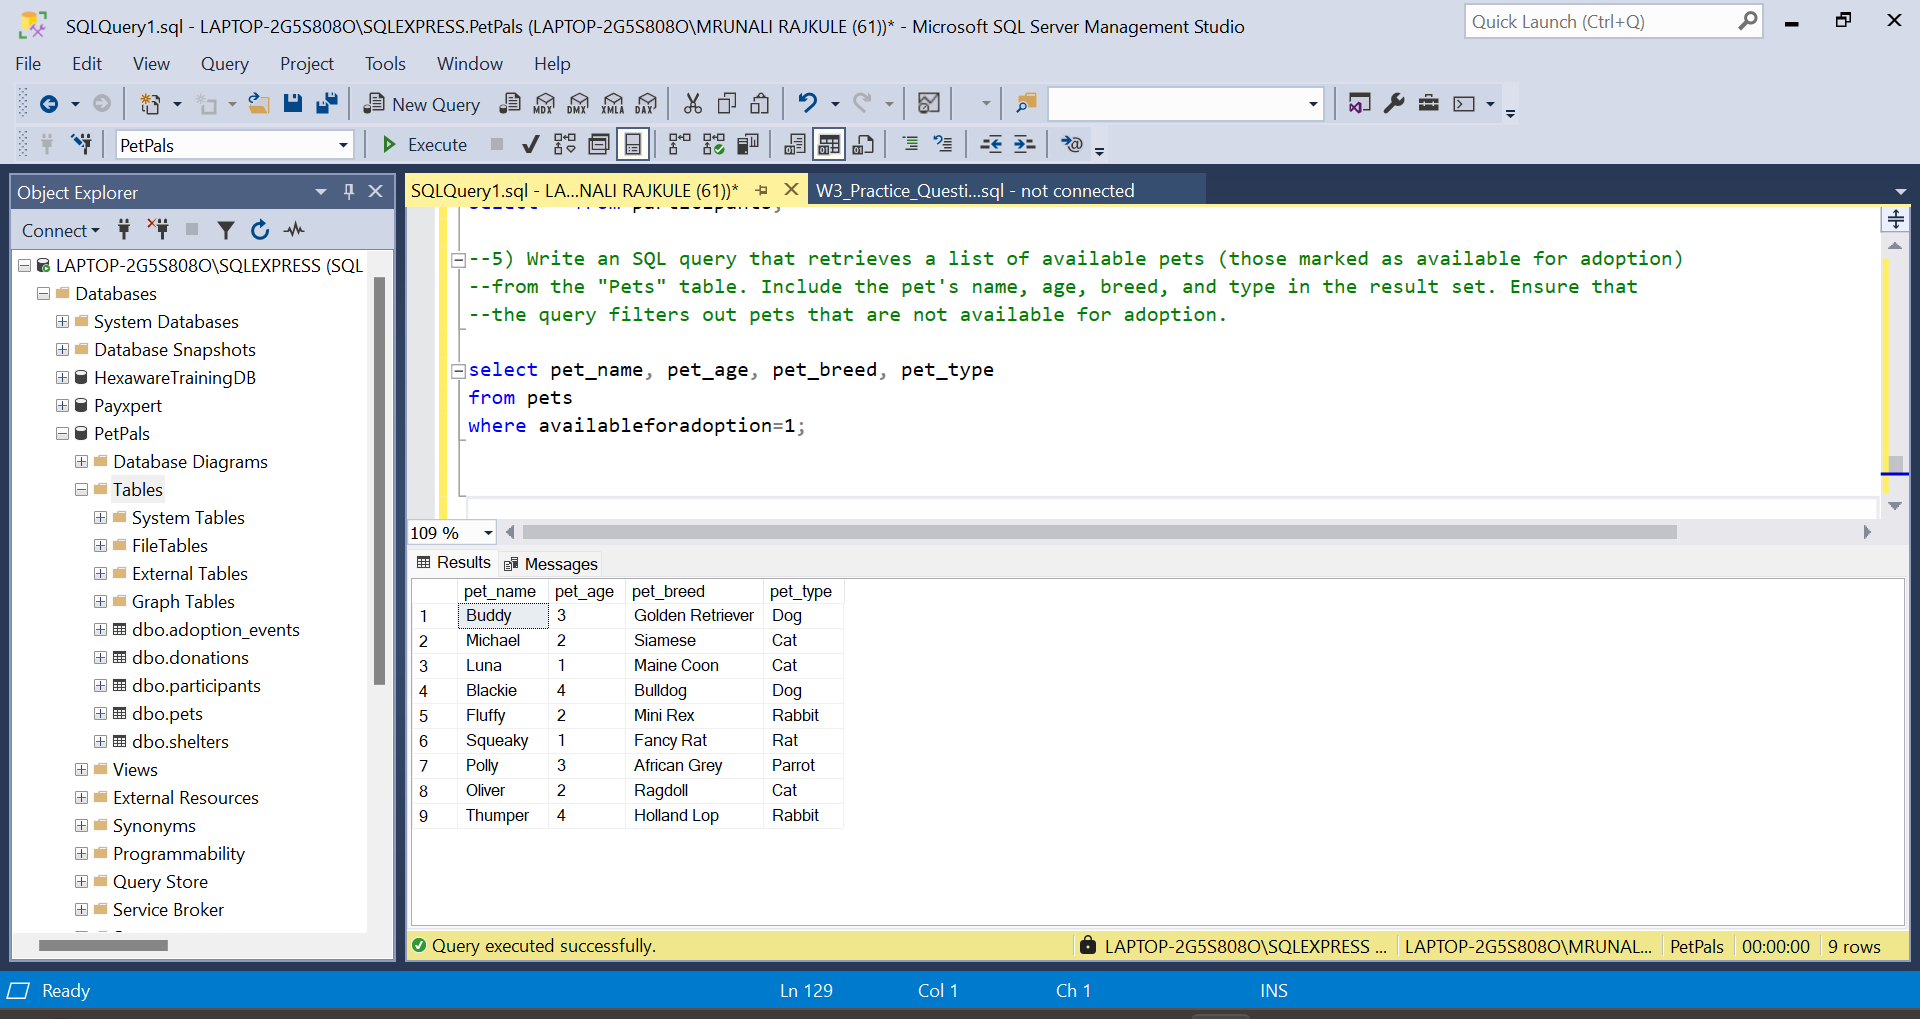 SQLQuery1.sql - LAPTOP-2G5S808O\SQLEXPRESS.PetPals (LAPTOP-2G5S808O\MRUNALI RAJKULE (61))* - Microsoft SQL Server Management Studio
Quick Launch (Ctrl+Q)
File Edit View Query Project Tools Window Help
New Query MDX DMX XMLA DAX
PetPals Execute
Object Explorer
SQLQuery1.sql - LA...NALI RAJKULE (61))* W3_Practice_Questi...sql - not connected
Connect
LAPTOP-2G5S808O\SQLEXPRESS (SQL
Databases
System Databases
Database Snapshots
HexawareTrainingDB
Payxpert
PetPals
Database Diagrams
Tables
System Tables
FileTables
External Tables
Graph Tables
dbo.adoption_events
dbo.donations
dbo.participants
dbo.pets
dbo.shelters
Views
External Resources
Synonyms
Programmability
Query Store
Service Broker
--5) Write an SQL query that retrieves a list of available pets (those marked as available for adoption)
--from the "Pets" table. Include the pet's name, age, breed, and type in the result set. Ensure that
--the query filters out pets that are not available for adoption.
select pet_name, pet_age, pet_breed, pet_type
from pets
where availableforadoption=1;
109 %
Results Messages
pet_name pet_age pet_breed pet_type
1 Buddy 3 Golden Retriever Dog
2 Michael 2 Siamese Cat
3 Luna 1 Maine Coon Cat
4 Blackie 4 Bulldog Dog
5 Fluffy 2 Mini Rex Rabbit
6 Squeaky 1 Fancy Rat Rat
7 Polly 3 African Grey Parrot
8 Oliver 2 Ragdoll Cat
9 Thumper 4 Holland Lop Rabbit
Query executed successfully. LAPTOP-2G5S808O\SQLEXPRESS ... LAPTOP-2G5S808O\MRUNAL... PetPals 00:00:00 9 rows
Ready Ln 129 Col 1 Ch 1 INS